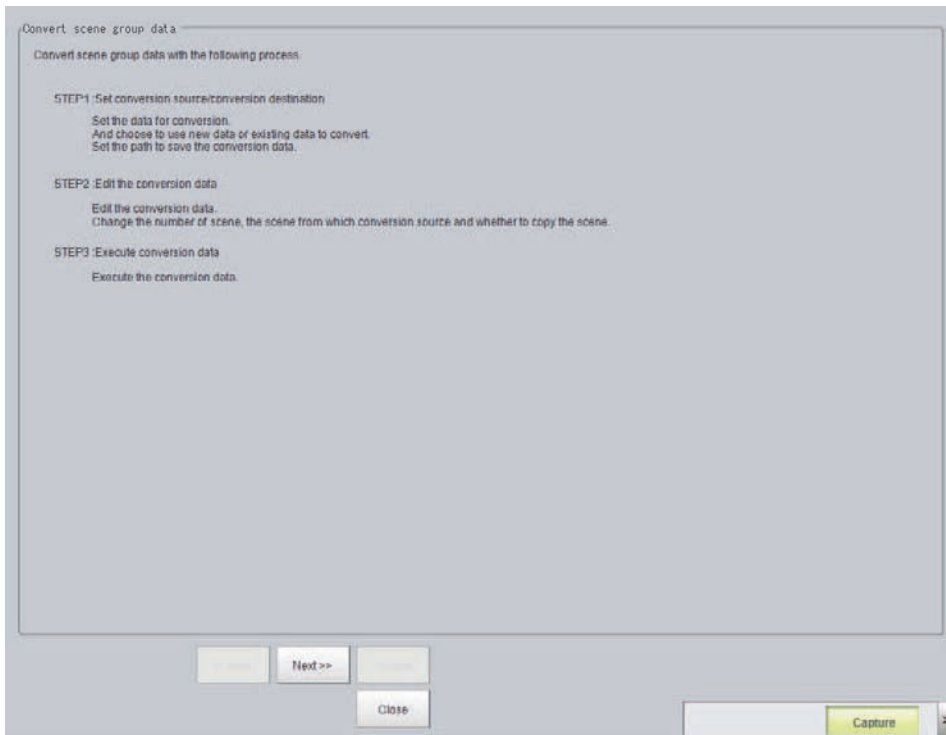 Convert scene group data
Convert scene group data with the following process.
STEP1 :Set conversion source/conversion destination
Set the data for conversion.
And choose to use new data or existing data to convert.
Set the path to save the conversion data.
STEP2 :Edit the conversion data
Edit the conversion data.
Change the number of scene, the scene from which conversion source and whether to copy the scene.
STEP3 :Execute conversion data
Execute the conversion data.
Next >>
Close
Capture